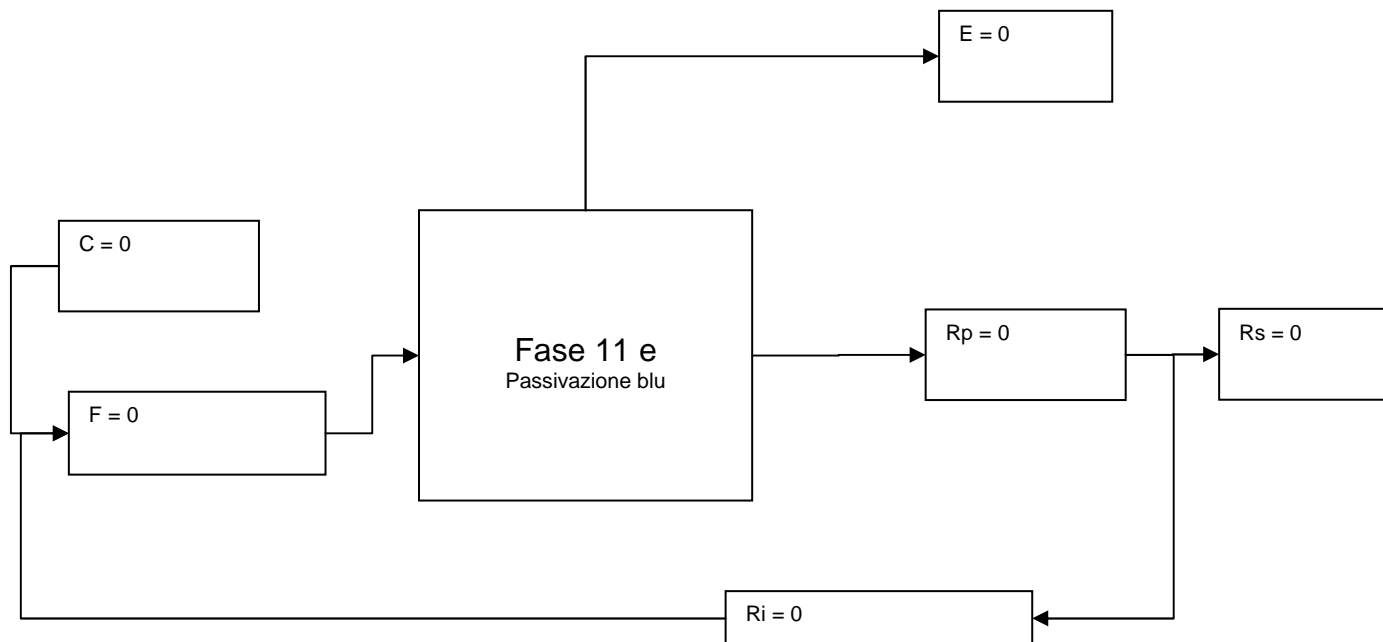 E = 0
C = 0
Fase 11 e
Passivazione blu
Rp = 0
Rs = 0
F = 0
Ri = 0